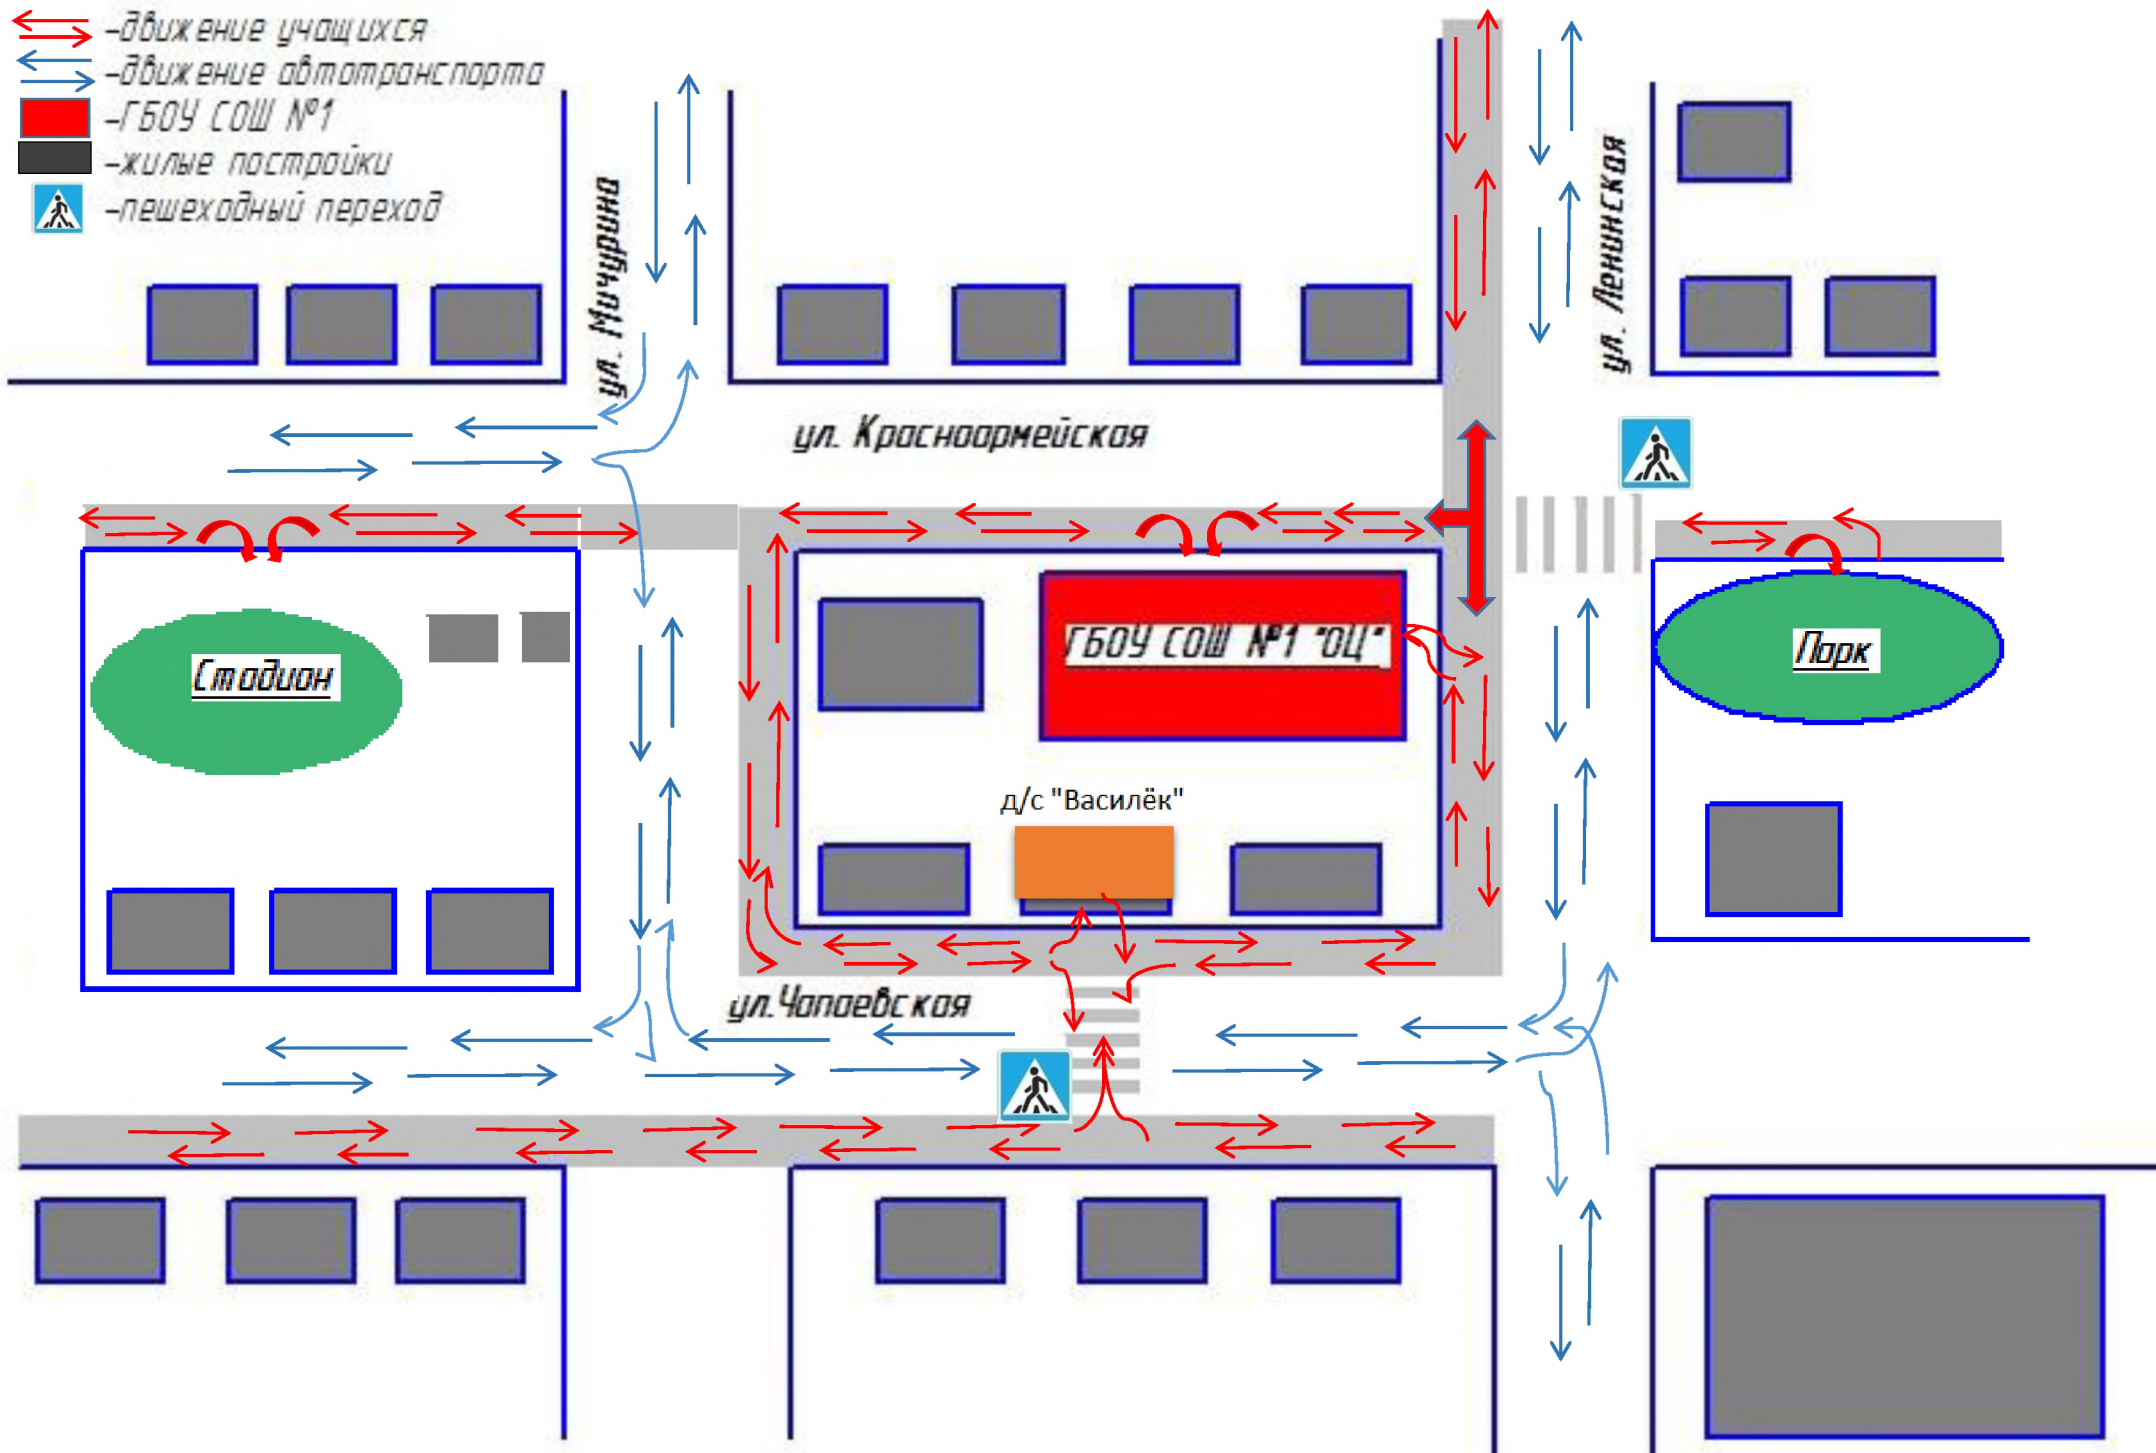 -движение учащихся
-движение автотранспорта
-ГБОУ СОШ №1
-жилые постройки
-пешеходный переход
ул. Мичурина
ул. Ленинская
ул. Красноармейская
Стадион
ГБОУ СОШ №1 "ОЦ"
Парк
д/с "Василёк"
ул.Чапаевская